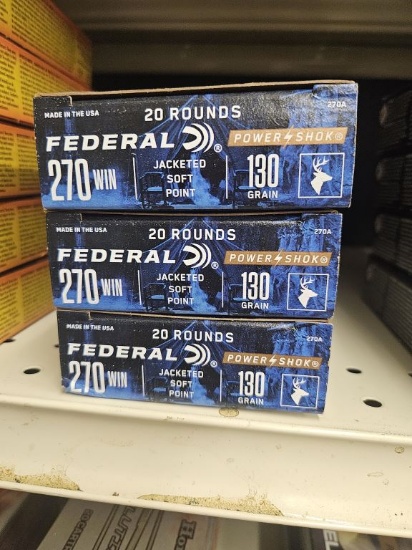 MADE IN THE USA
20 ROUNDS
270A
FEDERAL®
POWER SHOK®
270 WIN
JACKETED
SOFT
POINT
130
GRAIN
MADE IN THE USA
20 ROUNDS
270A
FEDERAL®
POWER SHOK®
270 WIN
JACKETED
SOFT
POINT
130
GRAIN
MADE IN THE USA
20 ROUNDS
270A
FEDERAL®
POWER SHOK®
270 WIN
JACKETED
SOFT
POINT
130
GRAIN